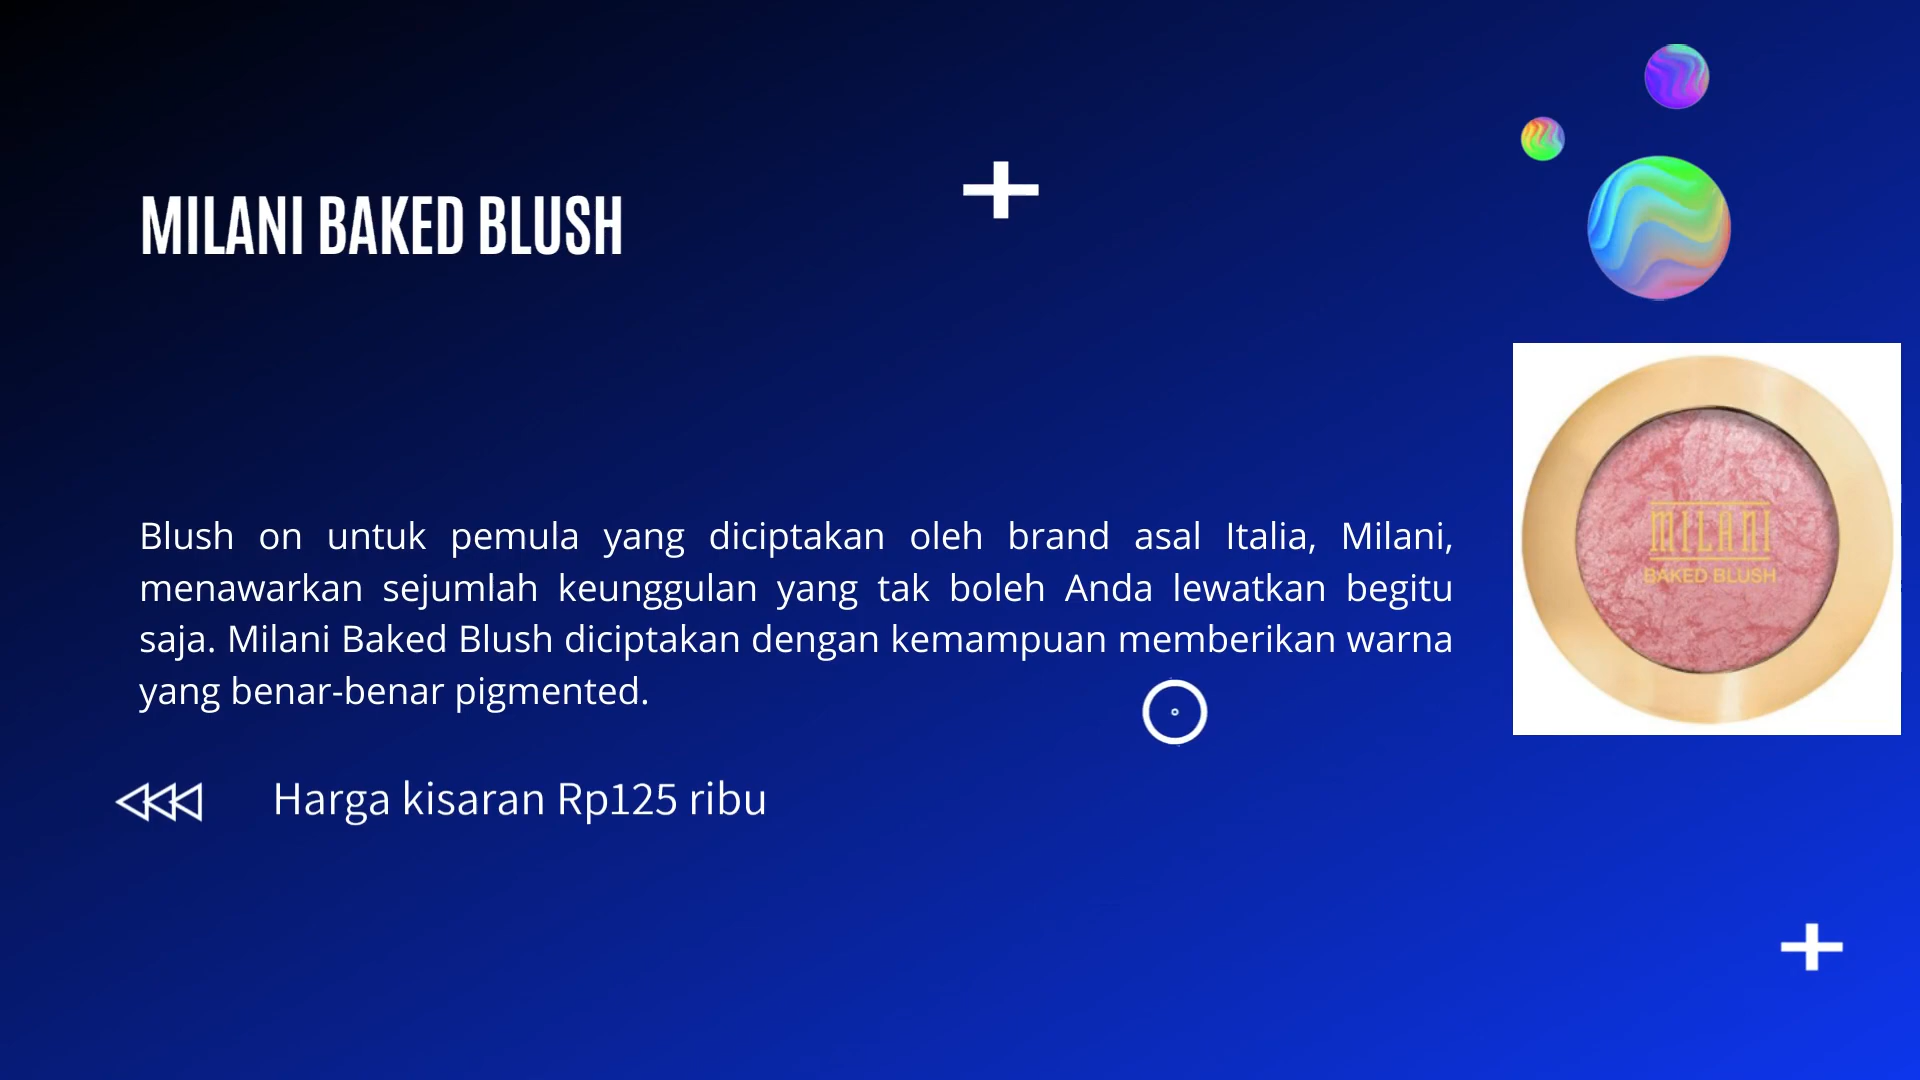 MILANI BAKED BLUSH
Blush on untuk pemula yang diciptakan oleh brand asal Italia, Milani,
menawarkan sejumlah keunggulan yang tak boleh Anda lewatkan begitu
saja. Milani Baked Blush diciptakan dengan kemampuan memberikan warna
yang benar-benar pigmented.
Harga kisaran Rp125 ribu
MILANI
BAKED BLUSH